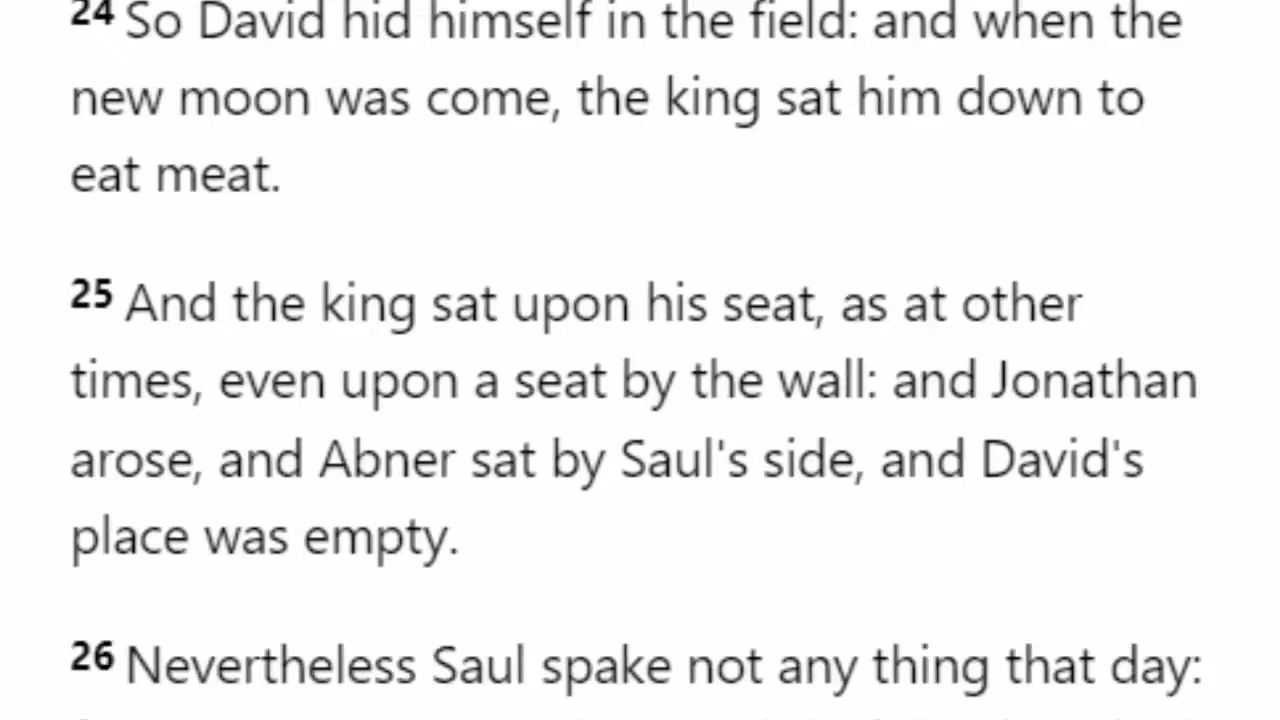 24 So David hid himself in the field: and when the
new moon was come, the king sat him down to
eat meat.
25 And the king sat upon his seat, as at other
times, even upon a seat by the wall: and Jonathan
arose, and Abner sat by Saul's side, and David's
place was empty.
26 Nevertheless Saul spake not any thing that day: